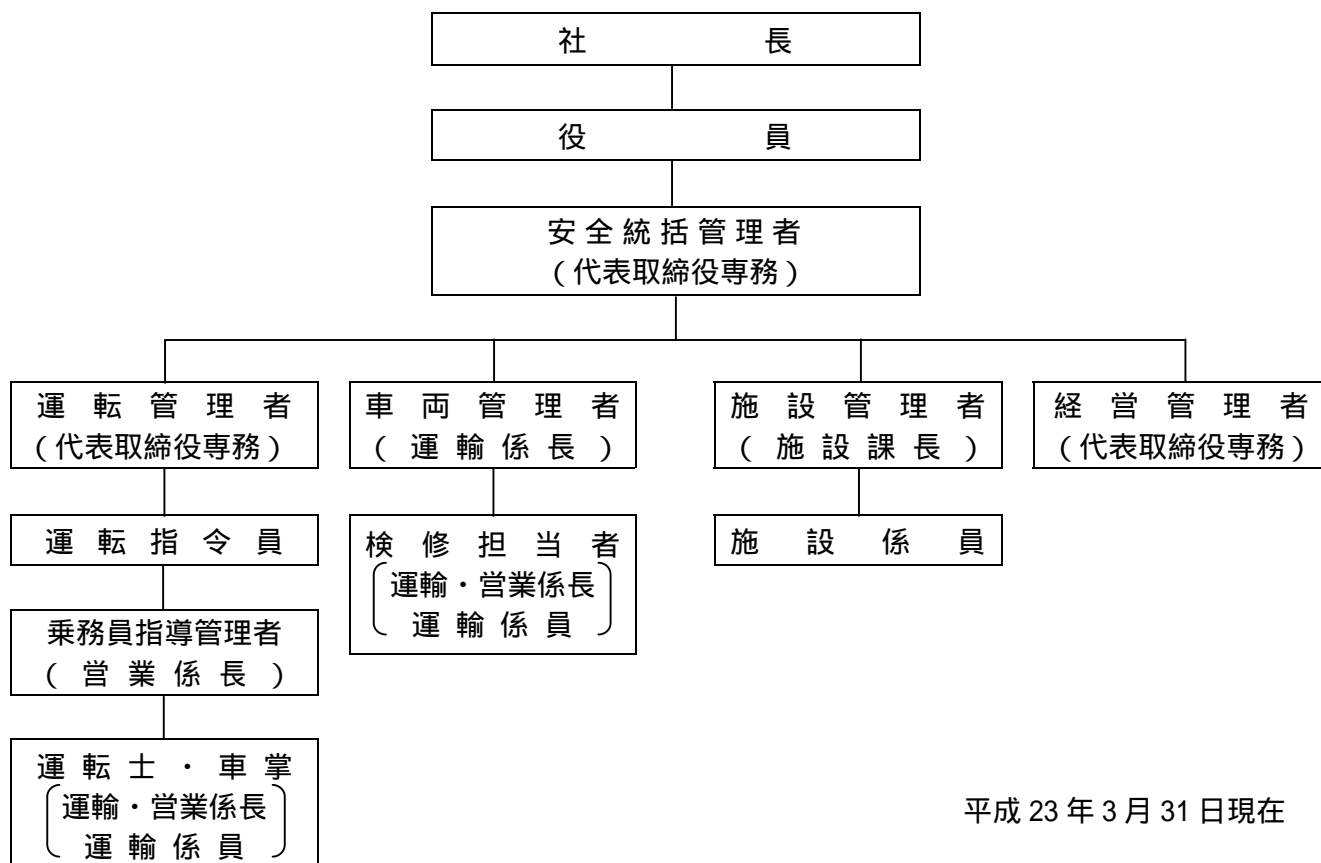 社長
役員
安全統括管理者
（代表取締役専務）
運転管理者
（代表取締役専務）
車両管理者
（運輸係長）
施設管理者
（施設課長）
経営管理者
（代表取締役専務）
運転指令員
検修担当者
運輸・営業係長
運輸係員
施設係員
乗務員指導管理者
（営業係長）
運転士・車掌
運輸・営業係長
運輸係員
平成 23 年 3 月 31 日現在